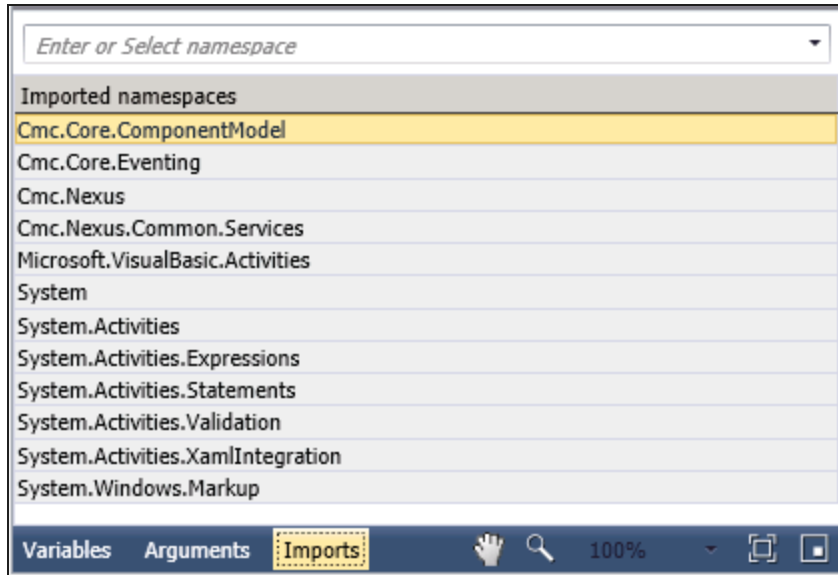 Enter or Select namespace
Imported namespaces
Cmc.Core.ComponentModel
Cmc.Core.Eventing
Cmc.Nexus
Cmc.Nexus.Common.Services
Microsoft.VisualBasic.Activities
System
System.Activities
System.Activities.Expressions
System.Activities.Statements
System.Activities.Validation
System.Activities.XamlIntegration
System.Windows.Markup
Variables Arguments Imports 100%